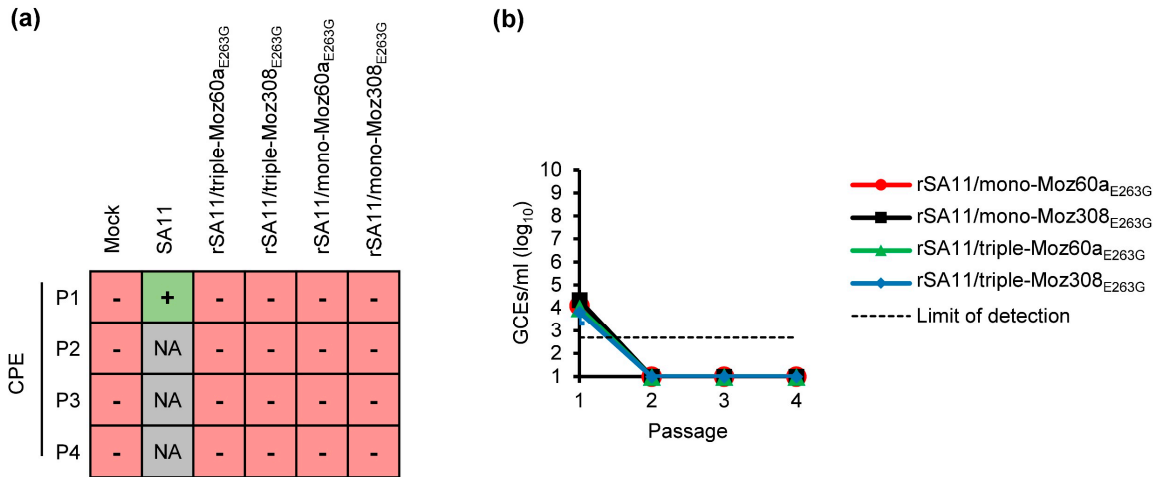 (a)
Mock
SA11
rSA11/triple-Moz60aE263G
rSA11/triple-Moz308E263G
rSA11/mono-Moz60aE263G
rSA11/mono-Moz308E263G
CPE
P1 - + - - - -
P2 - NA - - - -
P3 - NA - - - -
P4 - NA - - - -
(b)
GCEs/ml (log10)
10
9
8
7
6
5
4
3
2
1
1 2 3 4
Passage
rSA11/mono-Moz60aE263G
rSA11/mono-Moz308E263G
rSA11/triple-Moz60aE263G
rSA11/triple-Moz308E263G
Limit of detection